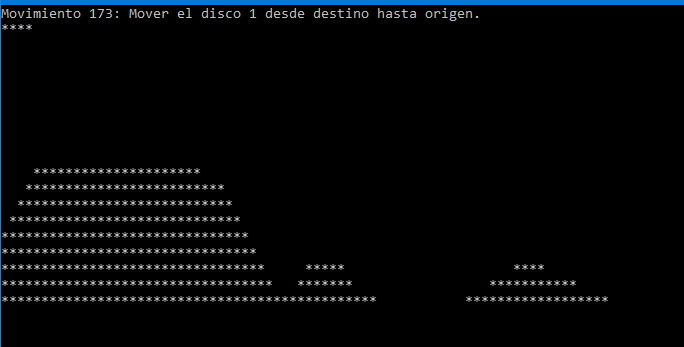 Movimiento 173: Mover el disco 1 desde destino hasta origen.
****
    *********************
   *************************
  ***************************
 *****************************
*******************************
********************************
*********************************     *****                     ****
**********************************   *******                 ***********
***********************************************           ******************